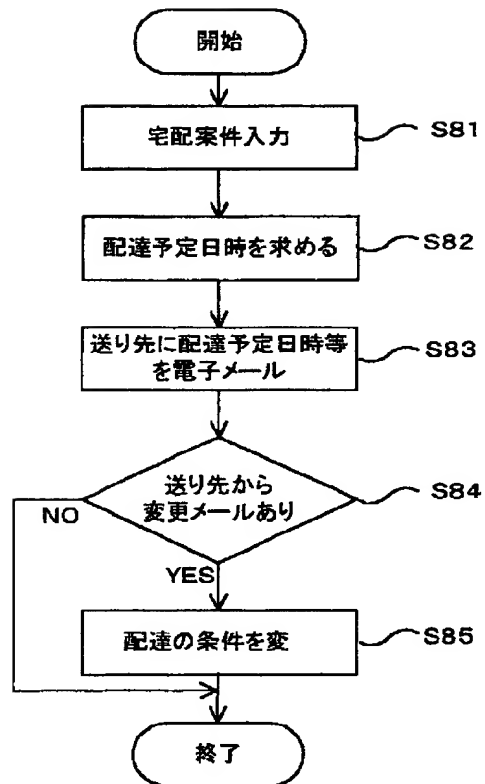 開始
宅配案件入力
S81
配達予定日時を求める
S82
送り先に配達予定日時等
を電子メール
S83
送り先から
変更メールあり
S84
NO
YES
配達の条件を変
S85
終了